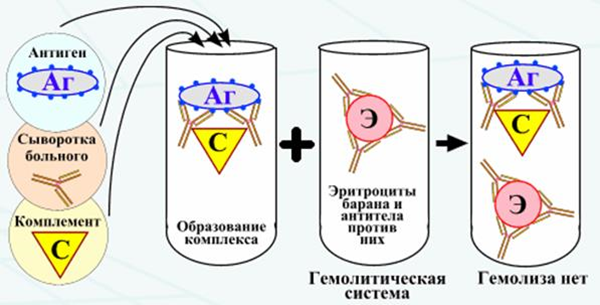 Антиген
Аг
Сыворотка
больного
Комплемент
С
Аг
С
Образование
комплекса
Э
Эритроциты
барана и
антитела
против
них
Гемолитическая
система
Аг
С
Э
Гемолиза нет